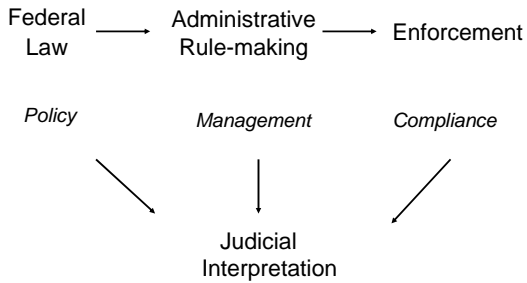 Federal
Law
Administrative
Rule-making
Enforcement
Policy
Management
Compliance
Judicial
Interpretation